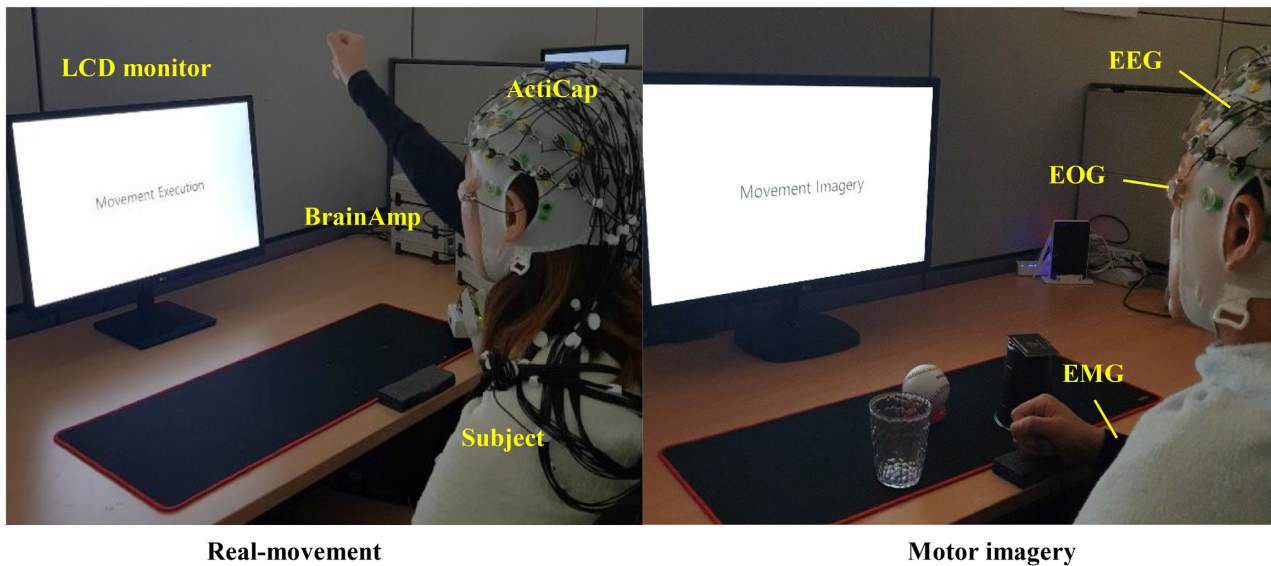 LCD monitor
ActiCap
Movement Execution
BrainAmp
Subject
Real-movement
EEG
EOG
Movement Imagery
EMG
Motor imagery